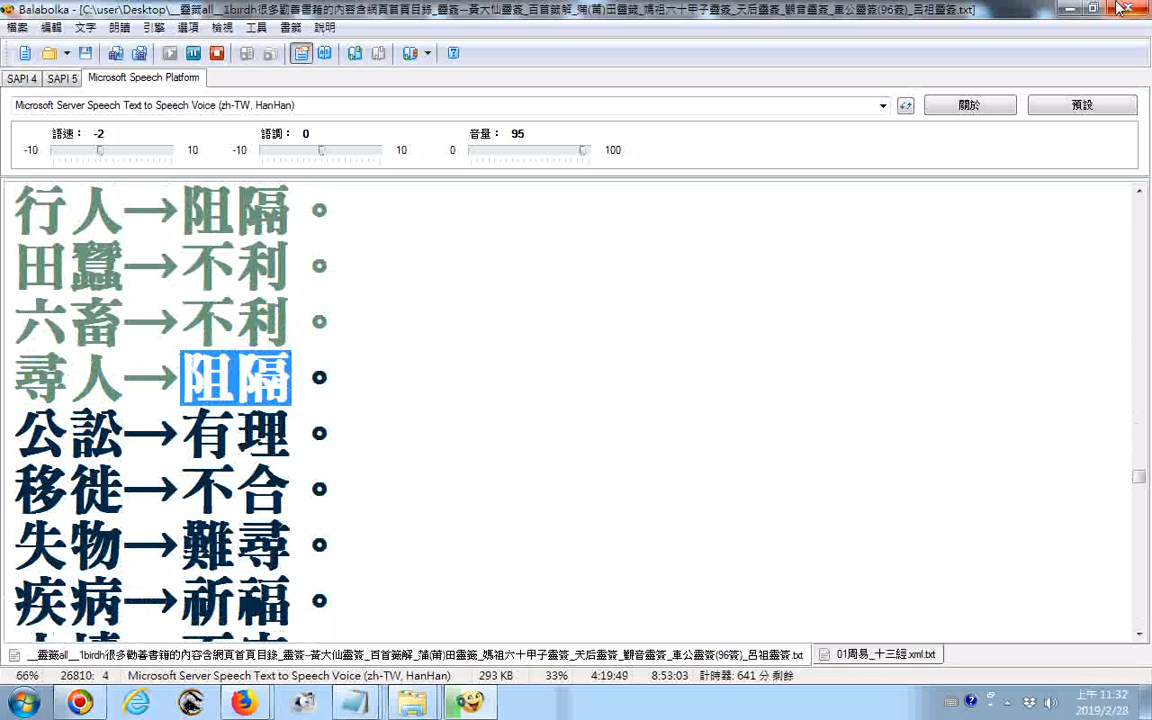 Balabolka - [C:\user\Desktop\__靈籤all__1birdh很多勸善書籍的內容含網頁首頁目錄_靈簽--黃大仙靈簽_百首籤解_蒲(莆)田靈籤_媽祖六十甲子靈簽_天后靈簽_觀音靈簽_車公靈簽(96簽)_呂祖靈簽.txt]
檔案 編輯 文字 朗讀 引擎 選項 檢視 工具 書籤 說明
SAPI 4 SAPI 5 Microsoft Speech Platform
Microsoft Server Speech Text to Speech Voice (zh-TW, HanHan) 關於 預設
語速： -2 語調： 0 音量： 95
-10 10 -10 10 0 100
行人→阻隔。
田蠶→不利。
六畜→不利。
尋人→阻隔。
公訟→有理。
移徙→不合。
失物→難尋。
疾病→祈福。
__靈籤all__1birdh很多勸善書籍的內容含網頁首頁目錄_靈簽--黃大仙靈簽_百首籤解_蒲(莆)田靈籤_媽祖六十甲子靈簽_天后靈簽_觀音靈簽_車公靈簽(96簽)_呂祖靈簽.txt 01周易_十三經.xml.txt
66% 26810: 4 Microsoft Server Speech Text to Speech Voice (zh-TW, HanHan) 293 KB 33% 4:19:49 8:53:03 計時器: 641 分 剩餘
上午 11:32
2019/2/28